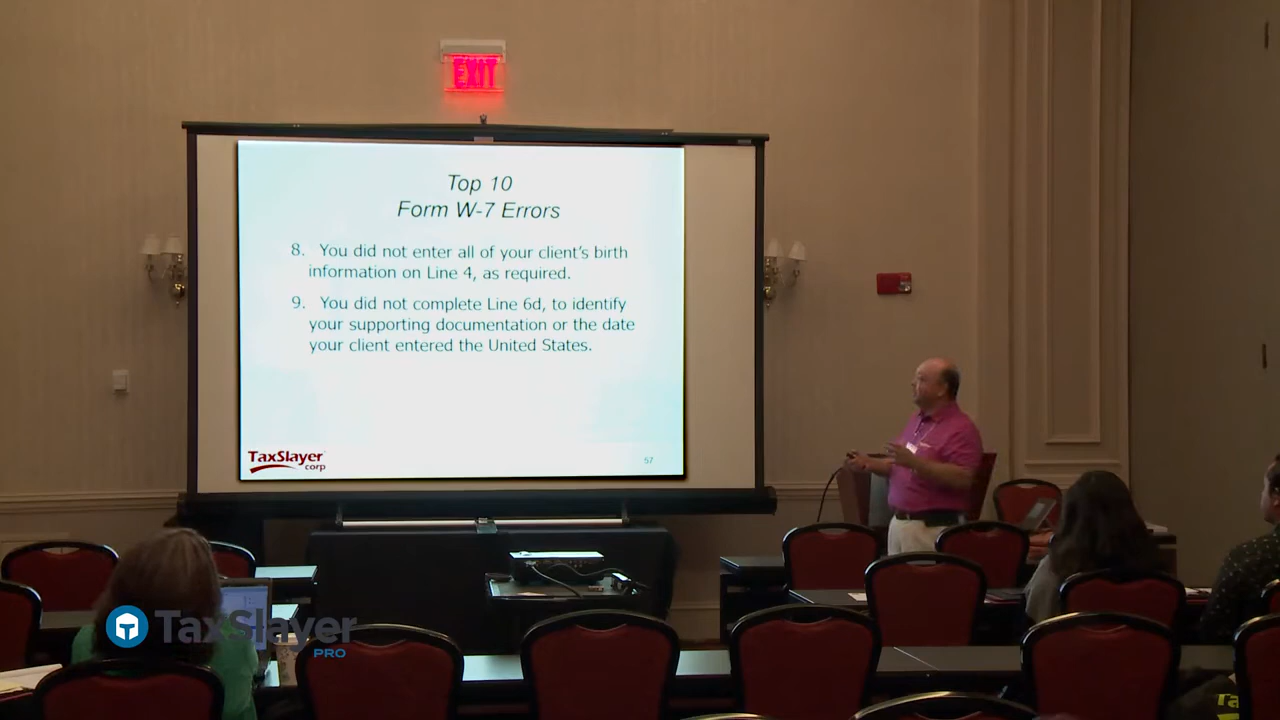 EXIT
Top 10
Form W-7 Errors
8. You did not enter all of your client's birth
information on Line 4, as required.
9. You did not complete Line 6d, to identify
your supporting documentation or the date
your client entered the United States.
TaxSlayer
corp
57
TaxSlayer
PRO